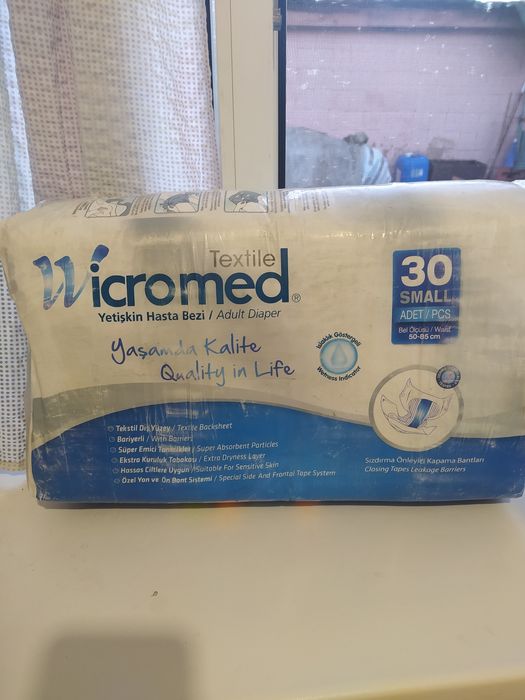 Textile
Wicromed®
Yetişkin Hasta Bezi / Adult Diaper
Yaşamda Kalite
Quality in Life
Islaklık Göstergeli
Wetness Indicator
30
SMALL
ADET / PCS
Bel Ölçüsü / Waist
50-85 cm
Tekstil Dış Yüzey / Textile Backsheet
Bariyerli / With Barriers
Süper Emici Tanecikler / Super Absorbent Particles
Ekstra Kuruluk Tabakası / Extra Dryness Layer
Hassas Ciltlere Uygun / Suitable For Sensitive Skin
Özel Yan ve Ön Bant Sistemi / Special Side And Frontal Tape System
Sızdırma Önleyici Kapama Bantları
Closing Tapes Leakage Barriers